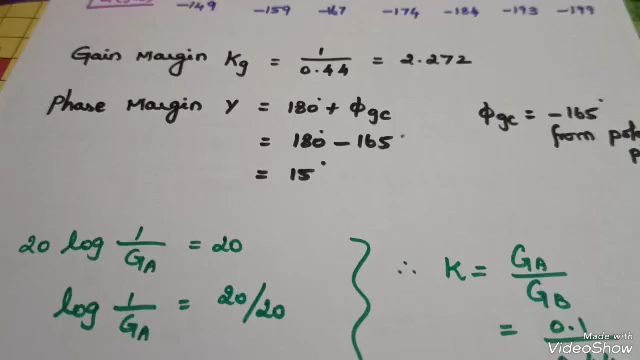 -149 -159 -167 -174 -184 -193 -199
Gain Margin Kg = 1/0.44 = 2.272
Phase Margin γ = 180° + ϕgc
= 180° - 165°
= 15°
ϕgc = -165°
from
20 log 1/GA = 20
log 1/GA = 20/20
∴ K = GA/GB
= 0.1
Made with
VideoShow